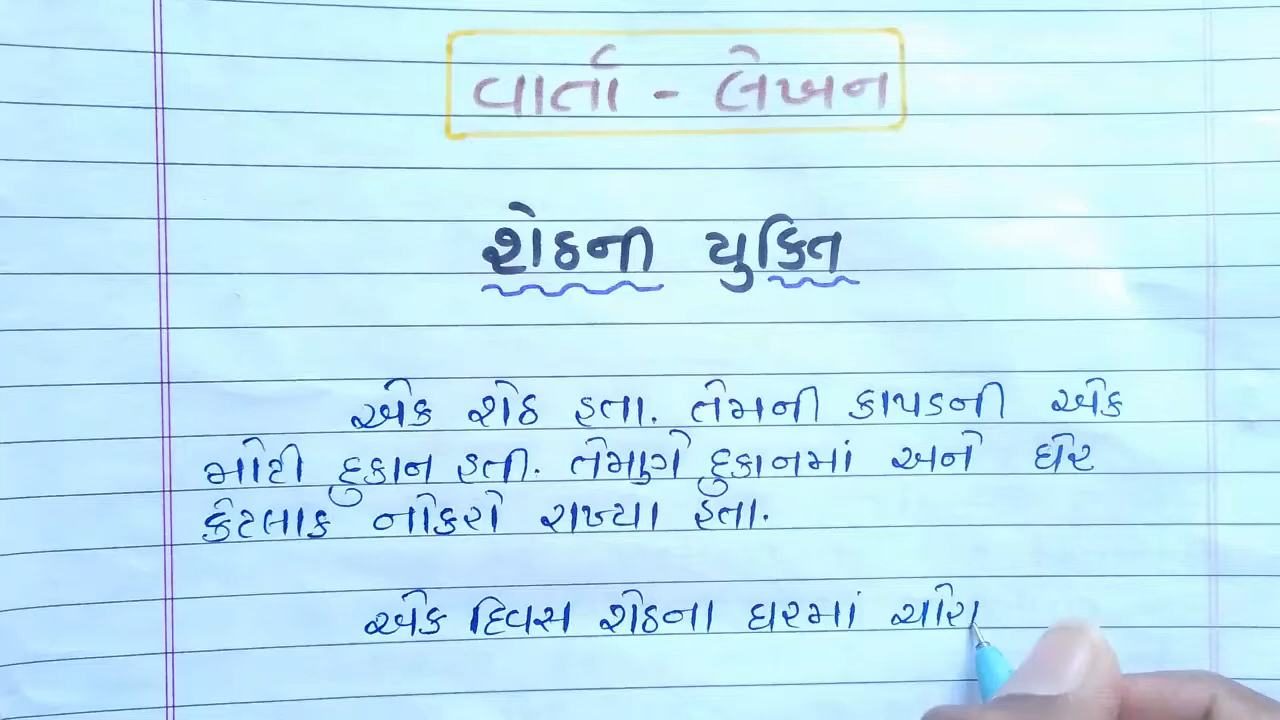 વાર્તા - લેખન
શેઠની યુક્તિ
એક શેઠ હતા. તેમની કાપડની એક
મોટી દુકાન હતી. તેમણે દુકાનમાં અને ઘેર
કેટલાક નોકરો રાખ્યા હતા.
એક દિવસ શેઠના ઘરમાં ચોરા